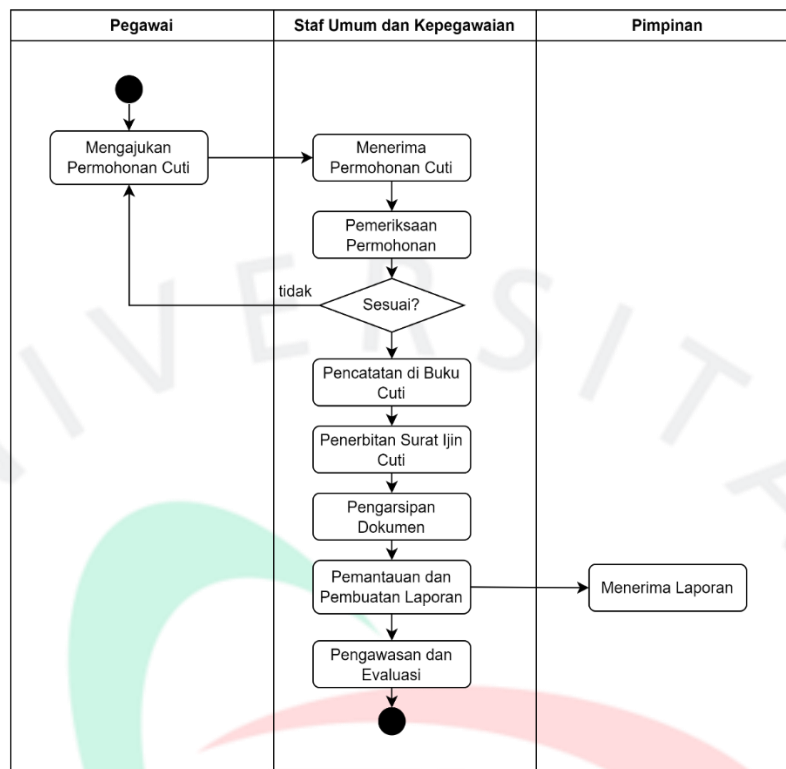 Pegawai
Staf Umum dan Kepegawaian
Pimpinan
Mengajukan
Permohonan Cuti
Menerima
Permohonan Cuti
Pemeriksaan
Permohonan
tidak
Sesuai?
Pencatatan di Buku
Cuti
Penerbitan Surat Ijin
Cuti
Pengarsipan
Dokumen
Pemantauan dan
Pembuatan Laporan
Menerima Laporan
Pengawasan dan
Evaluasi